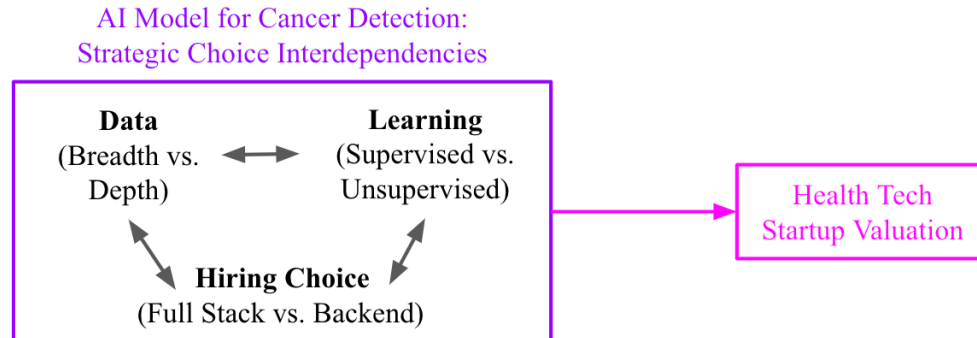 AI Model for Cancer Detection:
Strategic Choice Interdependencies
Data
(Breadth vs.
Depth)
Learning
(Supervised vs.
Unsupervised)
Hiring Choice
(Full Stack vs. Backend)
Health Tech
Startup Valuation